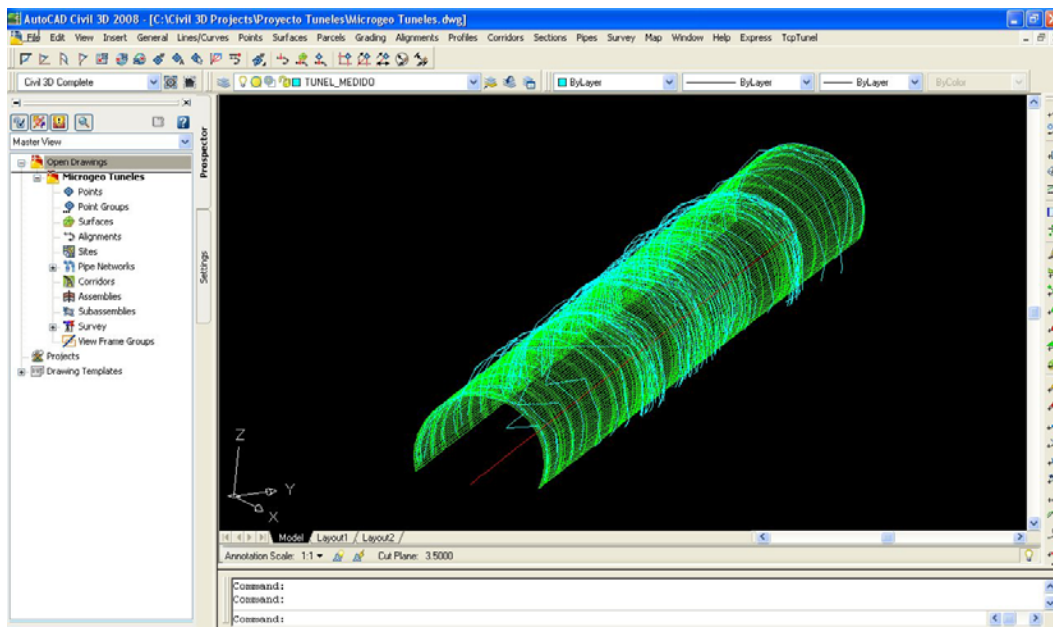 AutoCAD Civil 3D 2008 - [C:\Civil 3D Projects\Proyecto Tuneles\Microgeo Tuneles.dwg]
File Edit View Insert General Lines/Curves Points Surfaces Parcels Grading Alignments Profiles Corridors Sections Pipes Survey Map Window Help Express TcpTunel
Civil 3D Complete TUNEL_MEDIDO ByLayer ByLayer ByLayer ByColor
Master View
Prospector
Settings
Open Drawings
Microgeo Tuneles
Points
Point Groups
Surfaces
Alignments
Sites
Pipe Networks
Corridors
Assemblies
Subassemblies
Survey
View Frame Groups
Projects
Drawing Templates
Z
Y
X
Model Layout1 Layout2
Annotation Scale: 1:1 Cut Plane: 3.5000
Command:
Command:
Command: